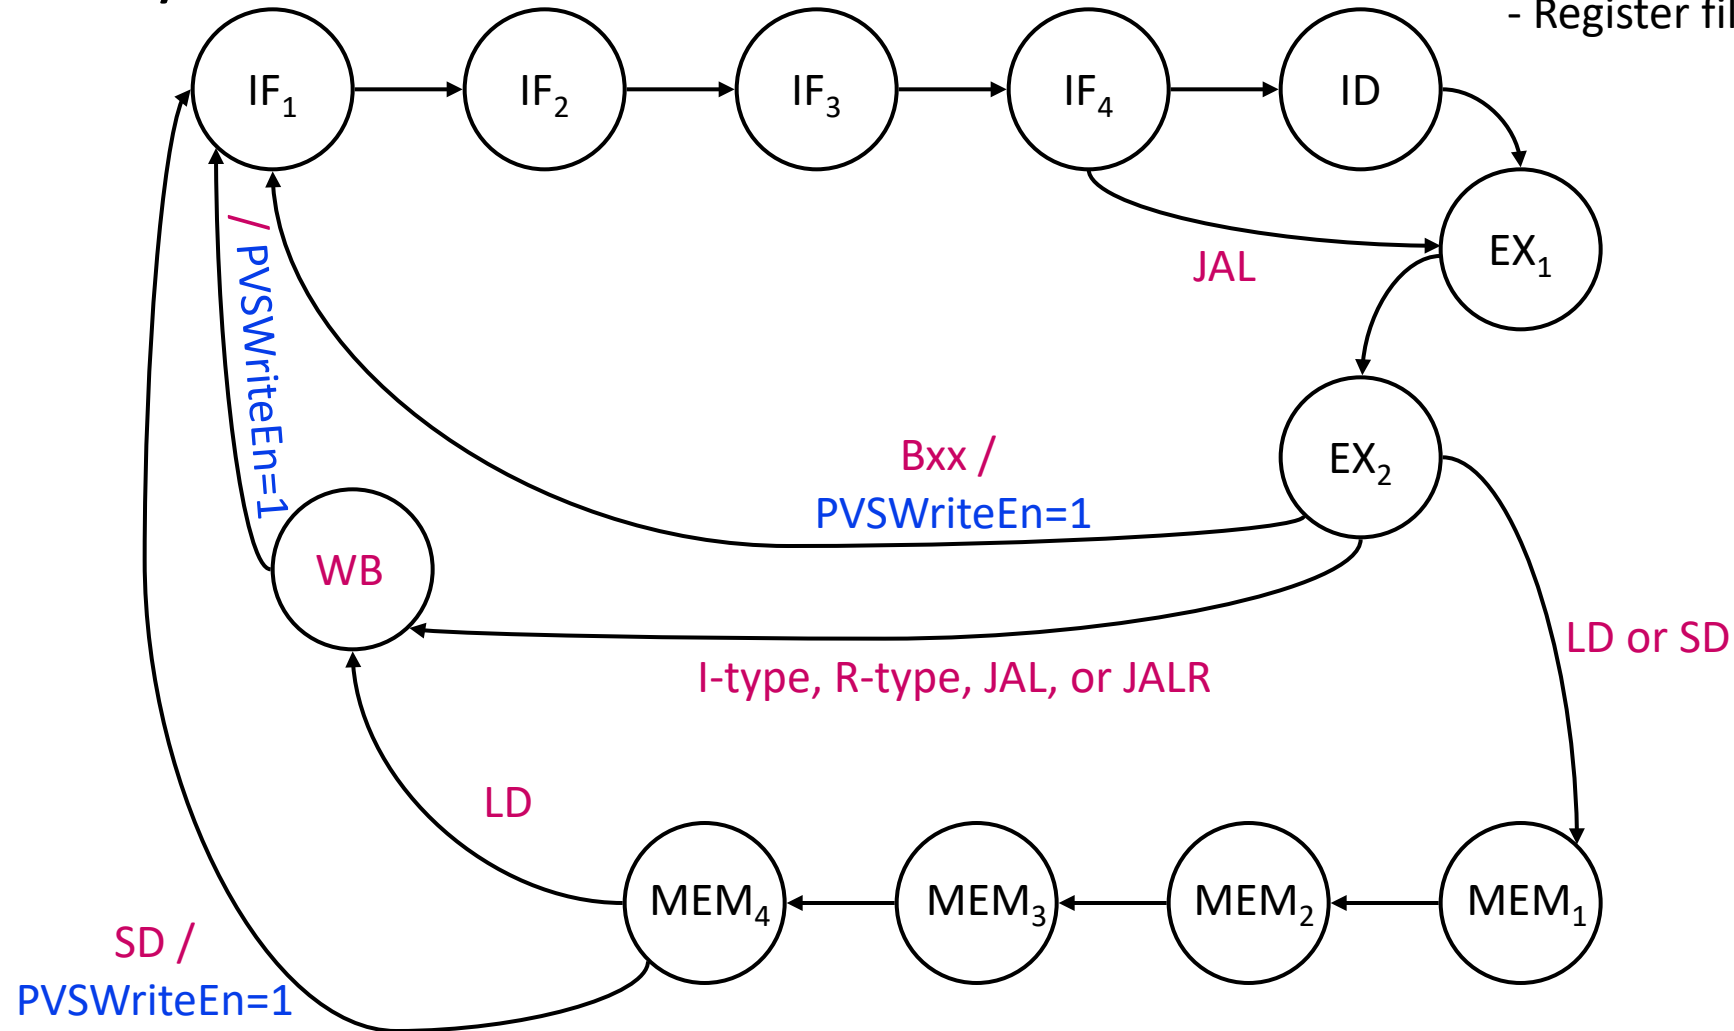 - Register fil
IF₁
IF₂
IF₃
IF₄
ID
EX₁
JAL
/ PVSWriteEn=1
EX₂
Bxx /
PVSWriteEn=1
WB
LD or SD
I-type, R-type, JAL, or JALR
LD
MEM₄
MEM₃
MEM₂
MEM₁
SD /
PVSWriteEn=1